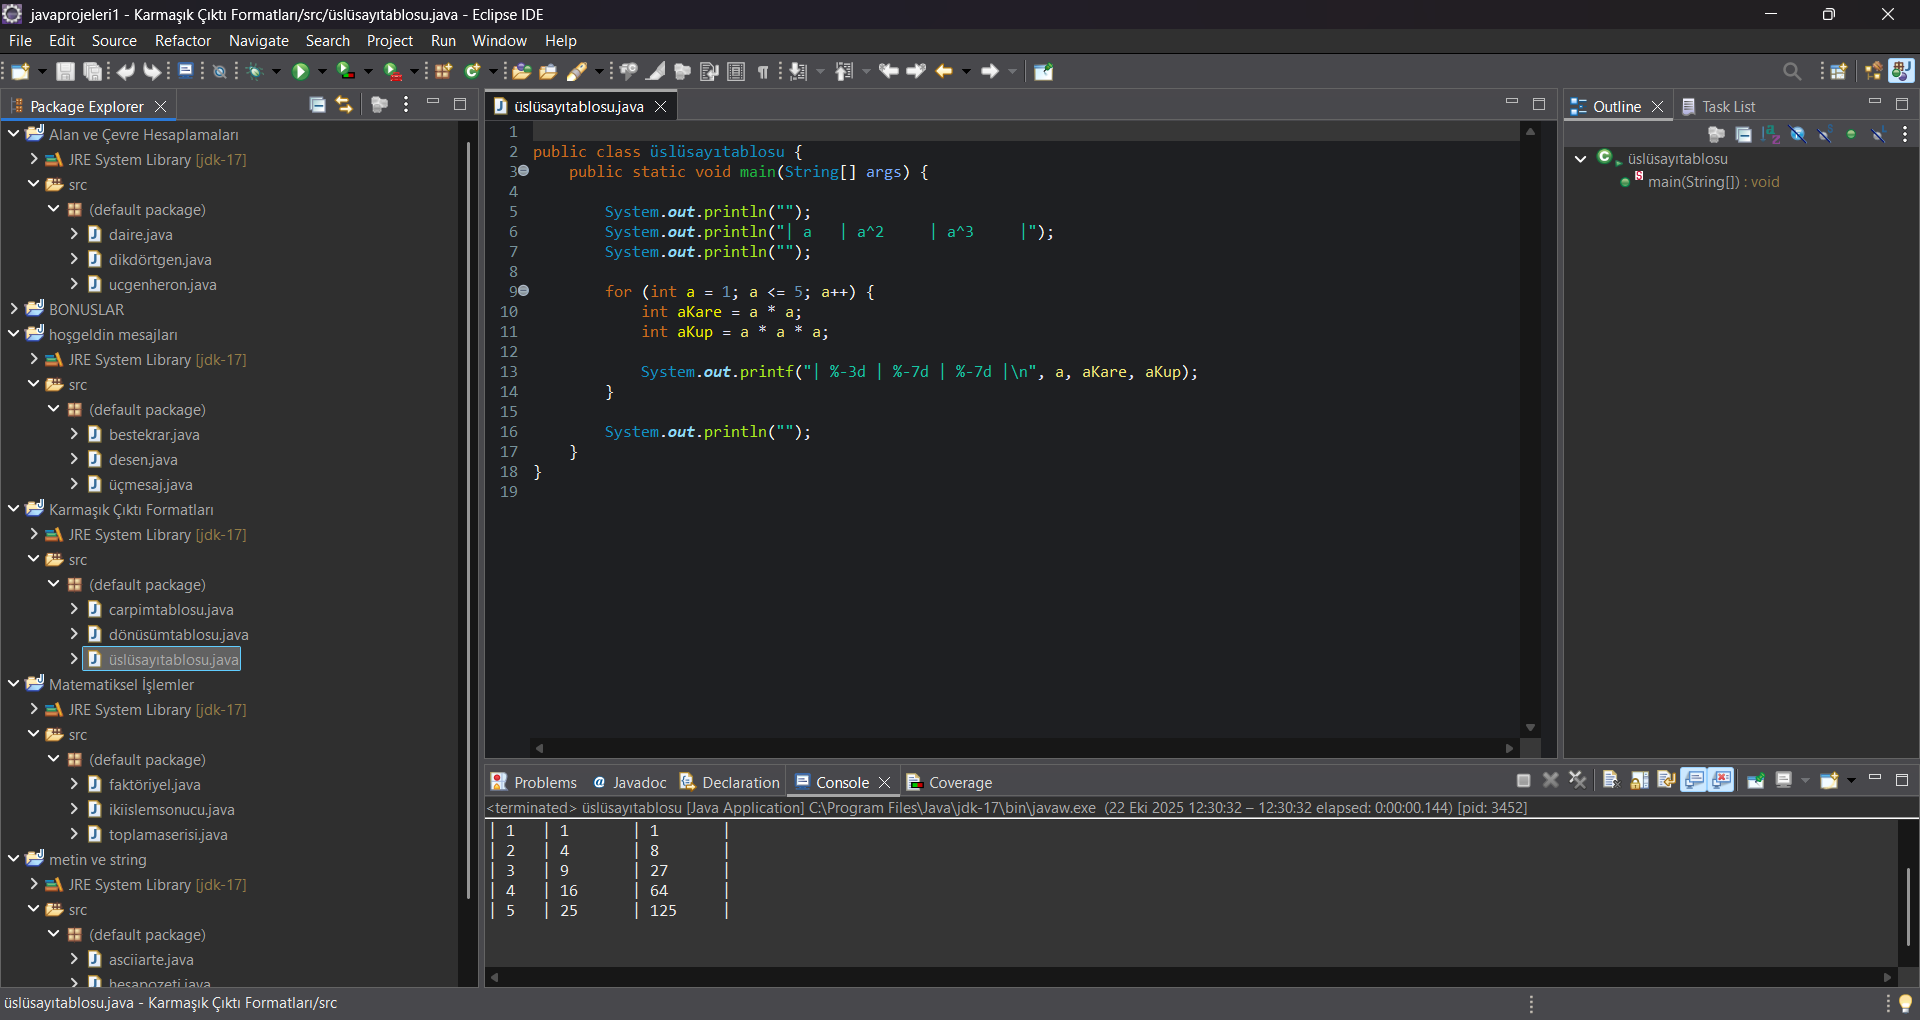 javaprojeleri1 - Karmaşık Çıktı Formatları/src/üslüsayıtablosu.java - Eclipse IDE
File Edit Source Refactor Navigate Search Project Run Window Help
Package Explorer
Alan ve Çevre Hesaplamaları
JRE System Library [jdk-17]
src
(default package)
daire.java
dikdörtgen.java
ucgenheron.java
BONUSLAR
hoşgeldin mesajları
JRE System Library [jdk-17]
src
(default package)
bestekrar.java
desen.java
üçmesaj.java
Karmaşık Çıktı Formatları
JRE System Library [jdk-17]
src
(default package)
carpimtablosu.java
dönüsümtablosu.java
üslüsayıtablosu.java
Matematiksel İşlemler
JRE System Library [jdk-17]
src
(default package)
faktöriyel.java
ikiislemsonucu.java
toplamaserisi.java
metin ve string
JRE System Library [jdk-17]
src
(default package)
asciiarte.java
hesapozeti.java
üslüsayıtablosu.java
1
2 public class üslüsayıtablosu {
3 public static void main(String[] args) {
4
5 System.out.println("");
6 System.out.println("| a   | a^2     | a^3     |");
7 System.out.println("");
8
9 for (int a = 1; a <= 5; a++) {
10 int aKare = a * a;
11 int aKup = a * a * a;
12
13 System.out.printf("| %-3d | %-7d | %-7d |\n", a, aKare, aKup);
14 }
15
16 System.out.println("");
17 }
18 }
19
Outline Task List
üslüsayıtablosu
main(String[]) : void
Problems @ Javadoc Declaration Console Coverage
<terminated> üslüsayıtablosu [Java Application] C:\Program Files\Java\jdk-17\bin\javaw.exe (22 Eki 2025 12:30:32 – 12:30:32 elapsed: 0:00:00.144) [pid: 3452]
| 1   | 1       | 1       |
| 2   | 4       | 8       |
| 3   | 9       | 27      |
| 4   | 16      | 64      |
| 5   | 25      | 125     |
üslüsayıtablosu.java - Karmaşık Çıktı Formatları/src